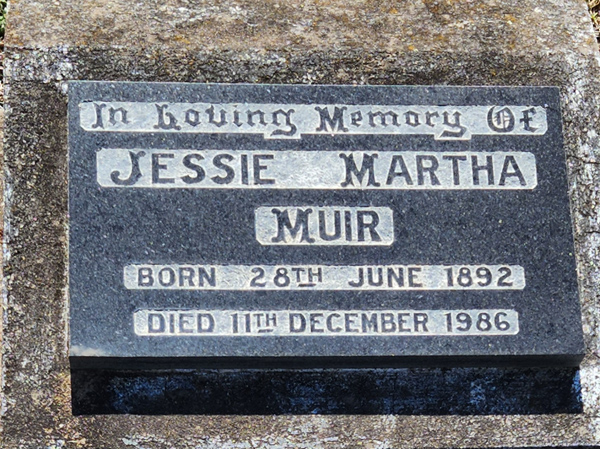 In Loving Memory Of
JESSIE MARTHA
MUIR
BORN 28TH JUNE 1892
DIED 11TH DECEMBER 1986